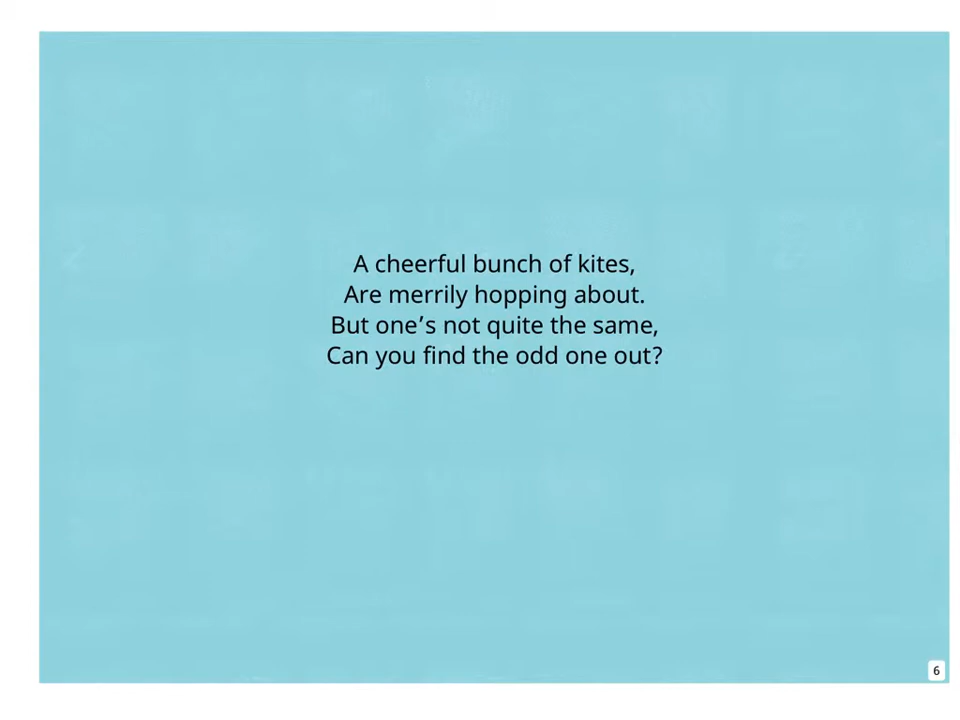 A cheerful bunch of kites,
Are merrily hopping about.
But one’s not quite the same,
Can you find the odd one out?
6